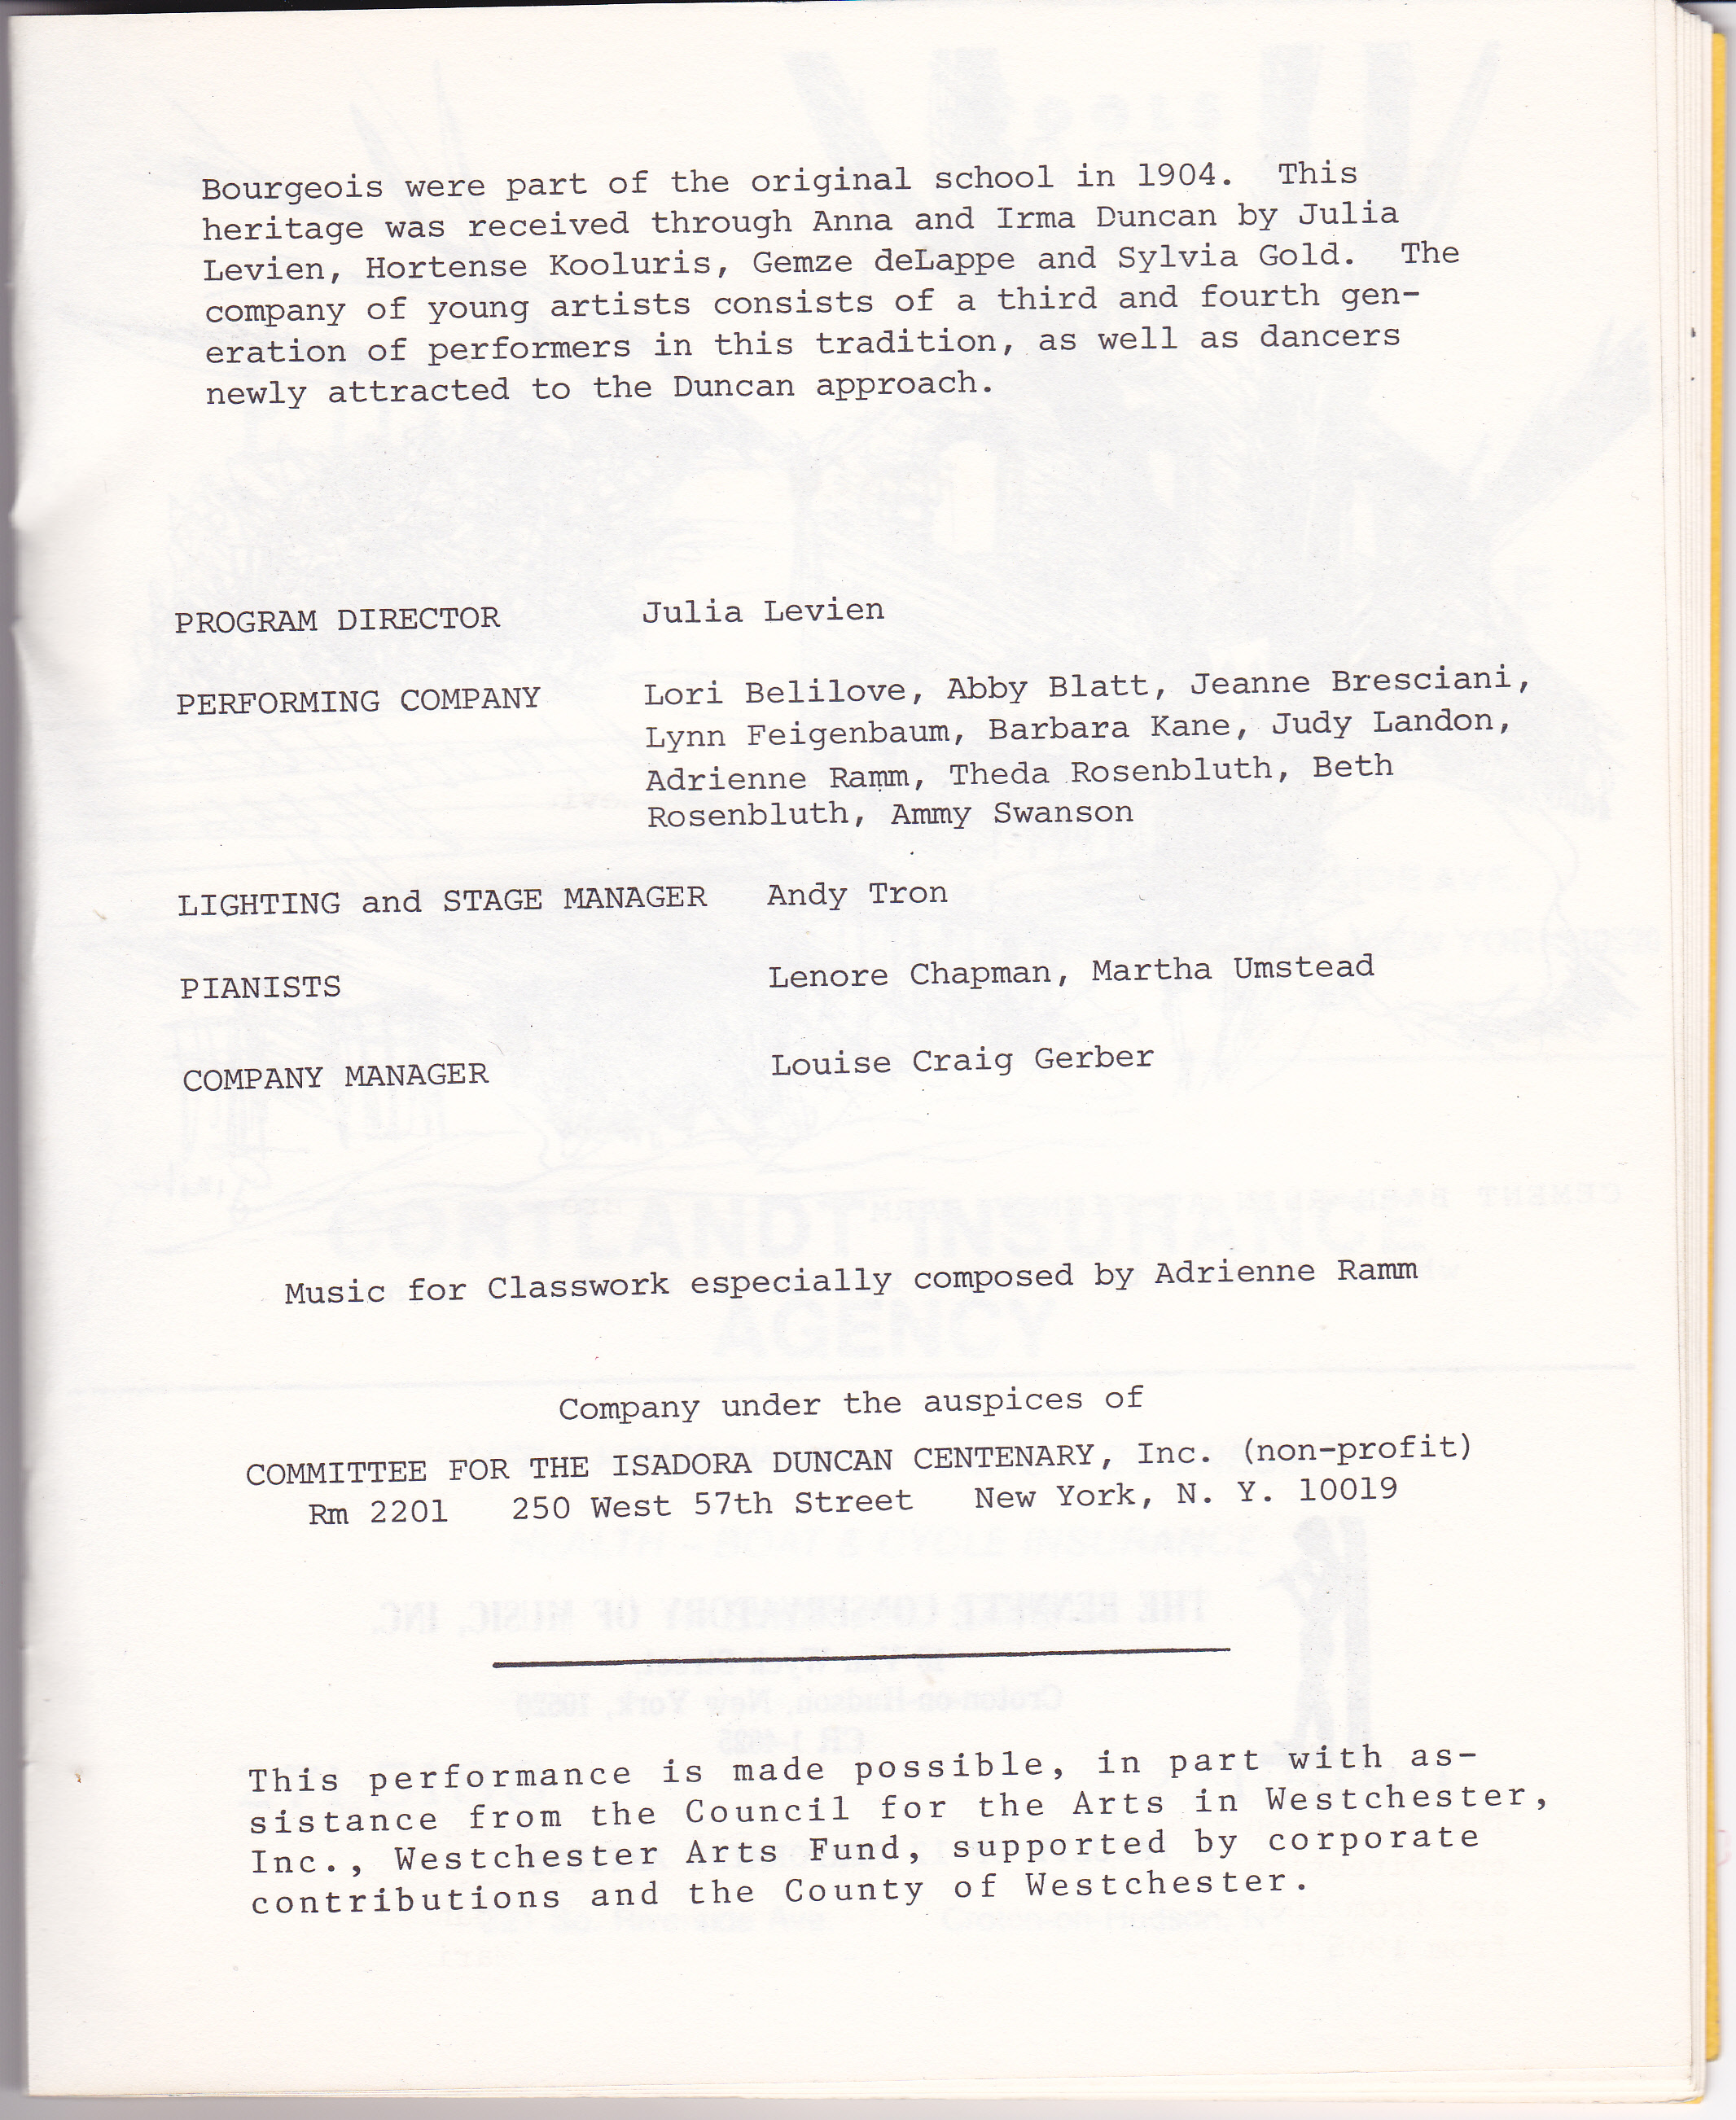 Bourgeois were part of the original school in 1904.  This
heritage was received through Anna and Irma Duncan by Julia
Levien, Hortense Kooluris, Gemze deLappe and Sylvia Gold.  The
company of young artists consists of a third and fourth gen-
eration of performers in this tradition, as well as dancers
newly attracted to the Duncan approach.
PROGRAM DIRECTOR Julia Levien
PERFORMING COMPANY Lori Belilove, Abby Blatt, Jeanne Bresciani,
Lynn Feigenbaum, Barbara Kane, Judy Landon,
Adrienne Ramm, Theda Rosenbluth, Beth
Rosenbluth, Ammy Swanson
LIGHTING and STAGE MANAGER Andy Tron
PIANISTS Lenore Chapman, Martha Umstead
COMPANY MANAGER Louise Craig Gerber
Music for Classwork especially composed by Adrienne Ramm
Company under the auspices of
COMMITTEE FOR THE ISADORA DUNCAN CENTENARY, Inc. (non-profit)
Rm 2201 250 West 57th Street New York, N. Y. 10019
This performance is made possible, in part with as-
sistance from the Council for the Arts in Westchester,
Inc., Westchester Arts Fund, supported by corporate
contributions and the County of Westchester.